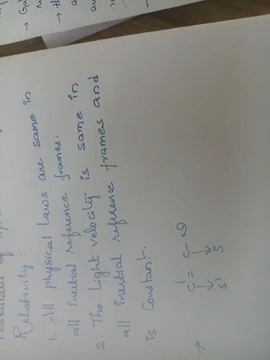 Relativity:
1. All physical laws are same in
all inertial reference frames.
2. The light velocity is same in
all inertial reference frames and
is constant.
c' = c - v
↓ ↓
s' s